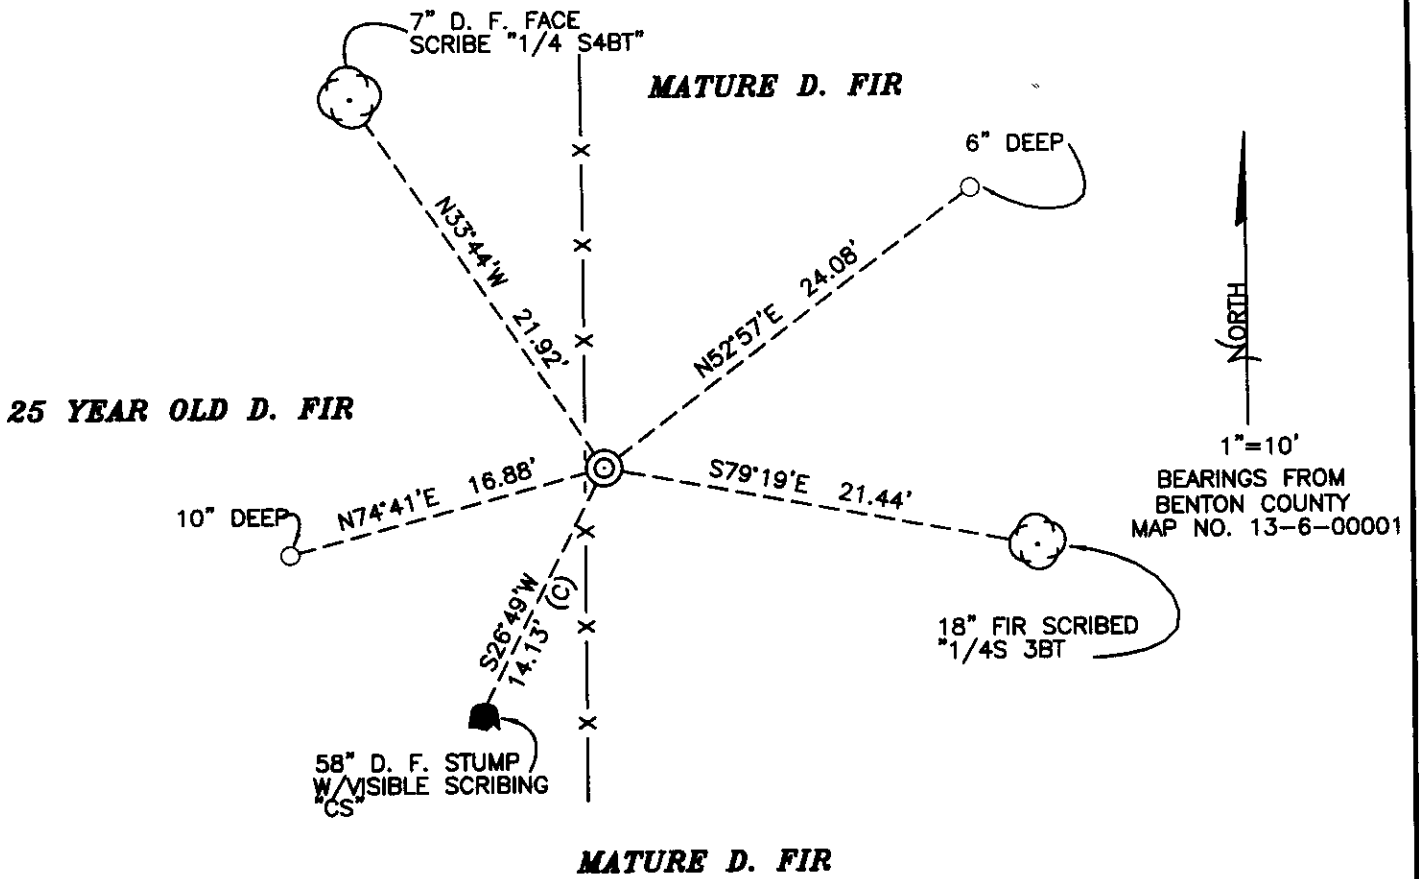 7" D. F. FACE
SCRIBE "1/4 S4BT"
MATURE D. FIR
6" DEEP
N33°44'W 21.92'
N52°57'E 24.08'
NORTH
25 YEAR OLD D. FIR
1"=10'
BEARINGS FROM
BENTON COUNTY
MAP NO. 13-6-00001
10" DEEP
N74°41'E 16.88'
S79°19'E 21.44'
S26°49'W (C)
14.13'
18" FIR SCRIBED
"1/4S 3BT
58" D. F. STUMP
W/VISIBLE SCRIBING
"CS"
MATURE D. FIR